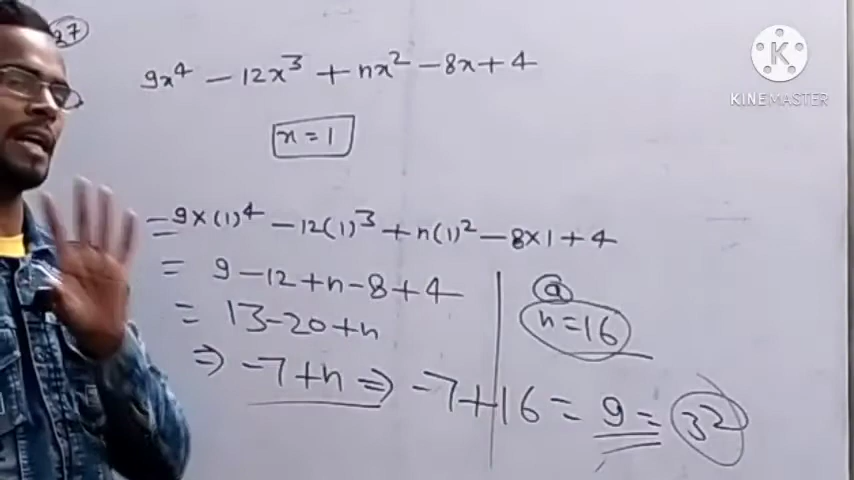 37
9x⁴ - 12x³ + nx² - 8x + 4
K
KINEMASTER
x = 1
= 9×(1)⁴ - 12(1)³ + n(1)² - 8×1 + 4
= 9 - 12 + n - 8 + 4
= 13 - 20 + n
⇒ -7 + n ⇒ -7 + 16 = 9 = 3²
a
n = 16